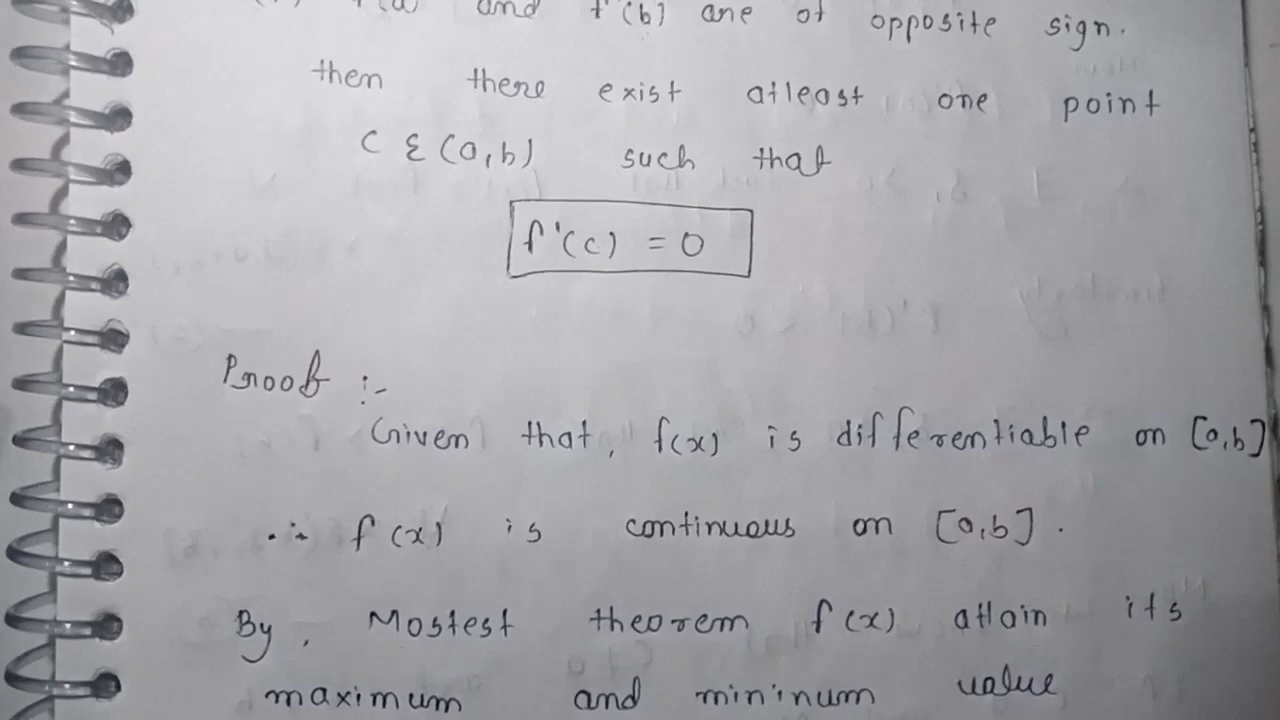 and f'(b) are of opposite sign.
then there exist atleast one point
C ε (a,b) such that
f'(c) = 0
Proof :-
Given that, f(x) is differentiable on [a,b]
∴ f(x) is continuous on [a,b].
By, Mostest theorem f(x) attain its
maximum and mininum value